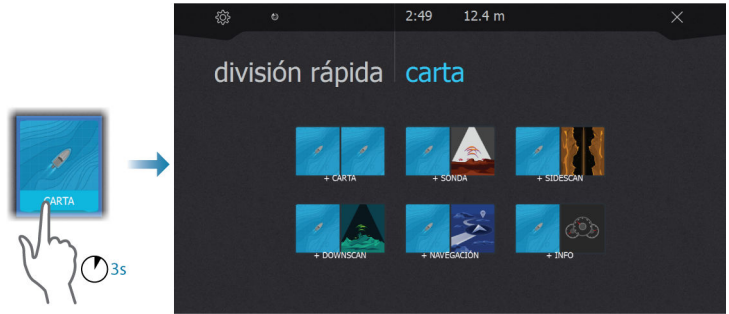 2:49 12.4 m
división rápida carta
+ CARTA + SONDA + SIDESCAN
CARTA
+ DOWNSCAN + NAVEGACIÓN + INFO
3s